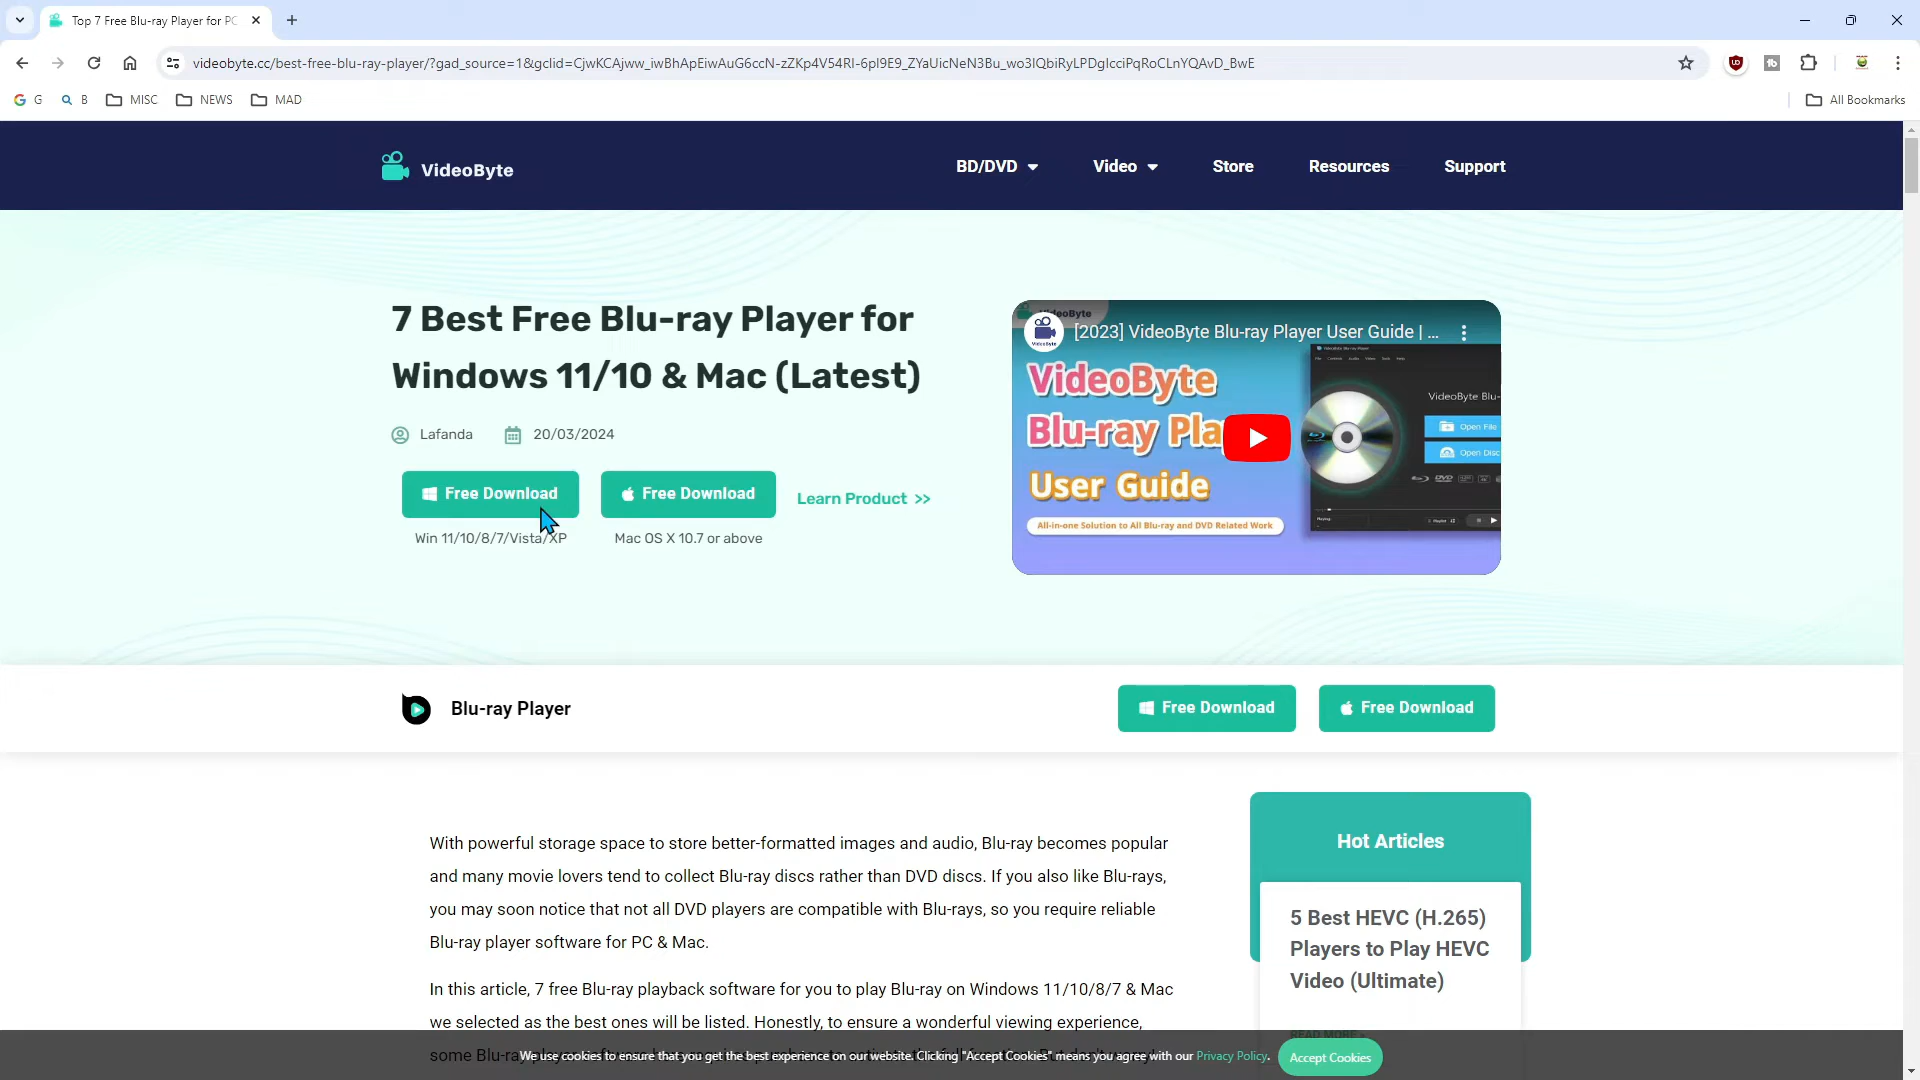 Top 7 Free Blu-ray Player for PC
videobyte.cc/best-free-blu-ray-player/?gad_source=1&gclid=CjwKCAjww_iwBhApEiwAuG6ccN-zZKp4V54RI-6pI9E9_ZYaUicNeN3Bu_wo3IQbiRyLPDgIcciPqRoCLnYQAvD_BwE
G B MISC NEWS MAD All Bookmarks
VideoByte
BD/DVD Video Store Resources Support
7 Best Free Blu-ray Player for
Windows 11/10 & Mac (Latest)
Lafanda 20/03/2024
Free Download Free Download Learn Product >>
Win 11/10/8/7/Vista/XP Mac OS X 10.7 or above
[2023] VideoByte Blu-ray Player User Guide | ...
VideoByte
Blu-ray Pla
User Guide
All-in-one Solution to All Blu-ray and DVD Related Work
VideoByte Blu-
Open File
Open Disc
Blu-ray Player
Free Download Free Download
With powerful storage space to store better-formatted images and audio, Blu-ray becomes popular
and many movie lovers tend to collect Blu-ray discs rather than DVD discs. If you also like Blu-rays,
you may soon notice that not all DVD players are compatible with Blu-rays, so you require reliable
Blu-ray player software for PC & Mac.
In this article, 7 free Blu-ray playback software for you to play Blu-ray on Windows 11/10/8/7 & Mac
we selected as the best ones will be listed. Honestly, to ensure a wonderful viewing experience,
some Blu-ray
Hot Articles
5 Best HEVC (H.265)
Players to Play HEVC
Video (Ultimate)
READ MORE
We use cookies to ensure that you get the best experience on our website. Clicking "Accept Cookies" means you agree with our Privacy Policy.
Accept Cookies